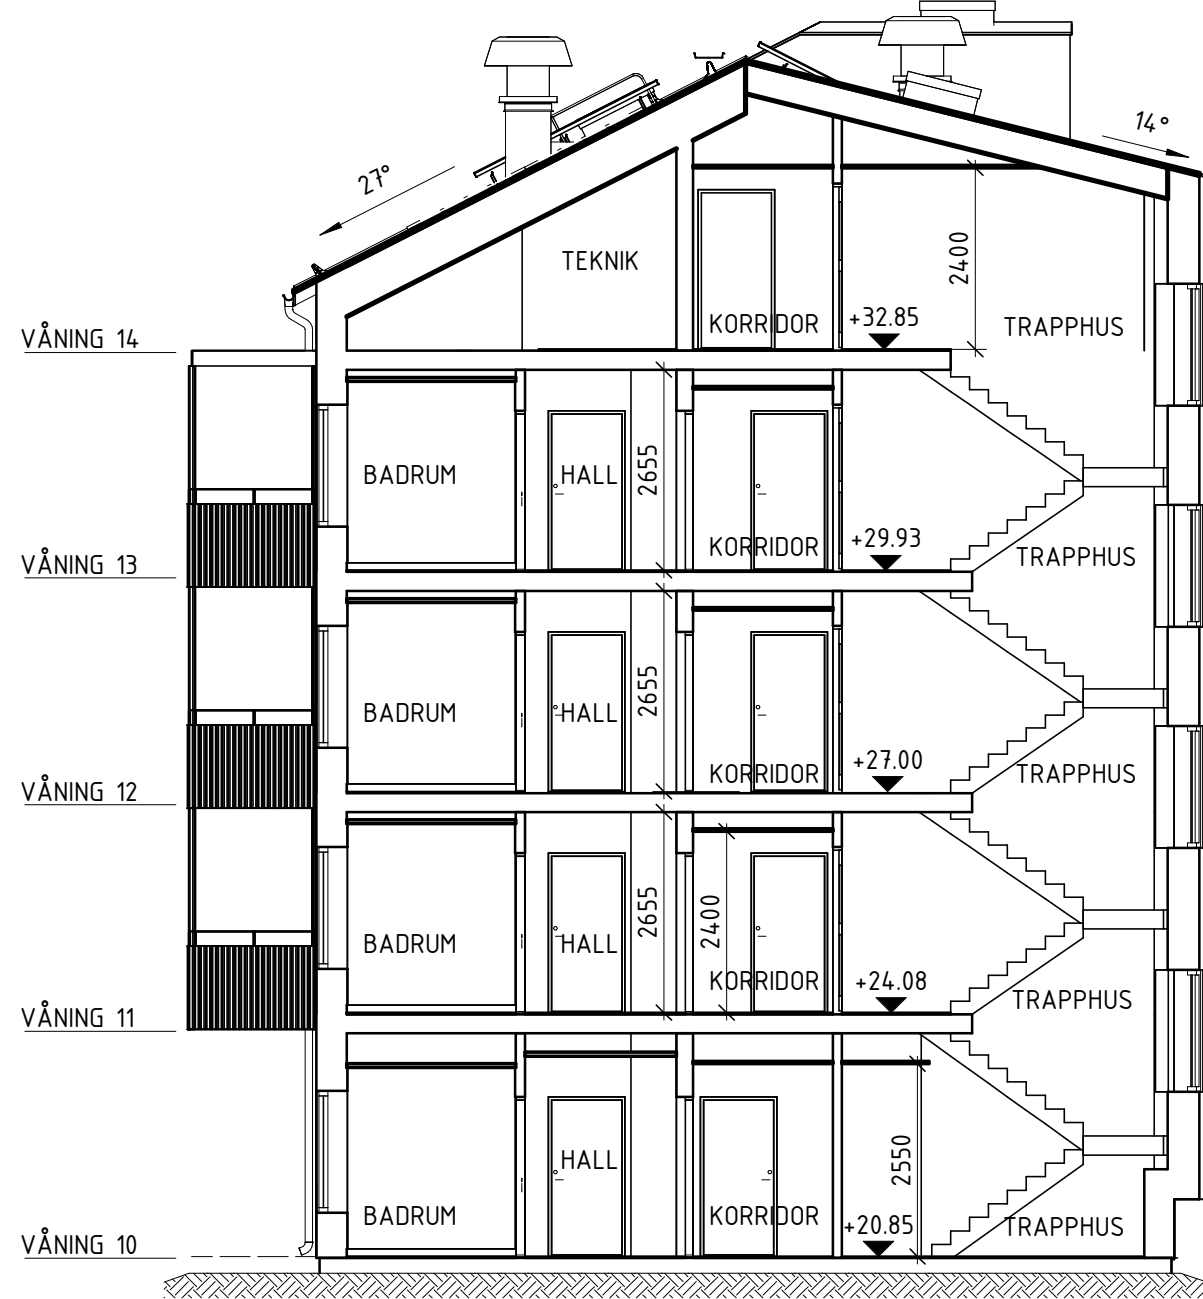 14°
27°
2400
TEKNIK
KORRIDOR
+32.85
TRAPPHUS
VÅNING 14
BADRUM
HALL
2655
KORRIDOR
+29.93
TRAPPHUS
VÅNING 13
BADRUM
HALL
2655
KORRIDOR
+27.00
TRAPPHUS
VÅNING 12
BADRUM
HALL
2655
2400
KORRIDOR
+24.08
TRAPPHUS
VÅNING 11
HALL
2550
BADRUM
KORRIDOR
+20.85
TRAPPHUS
VÅNING 10